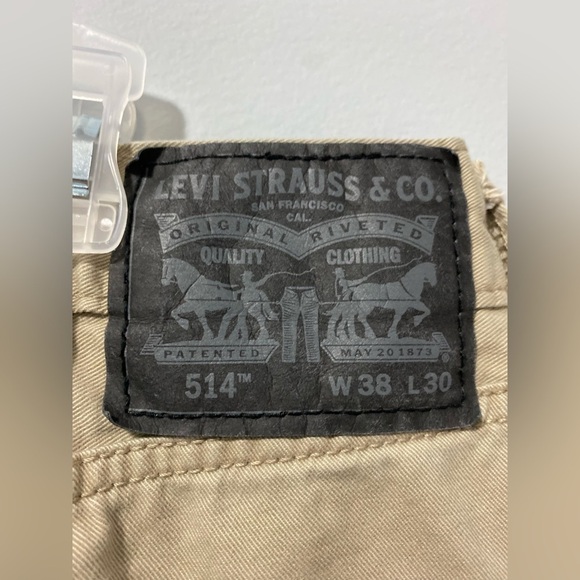 LEVI STRAUSS & CO.
SAN FRANCISCO
CAL.
ORIGINAL RIVETED
QUALITY CLOTHING
PATENTED MAY 20 1873
514™ W 38 L 30